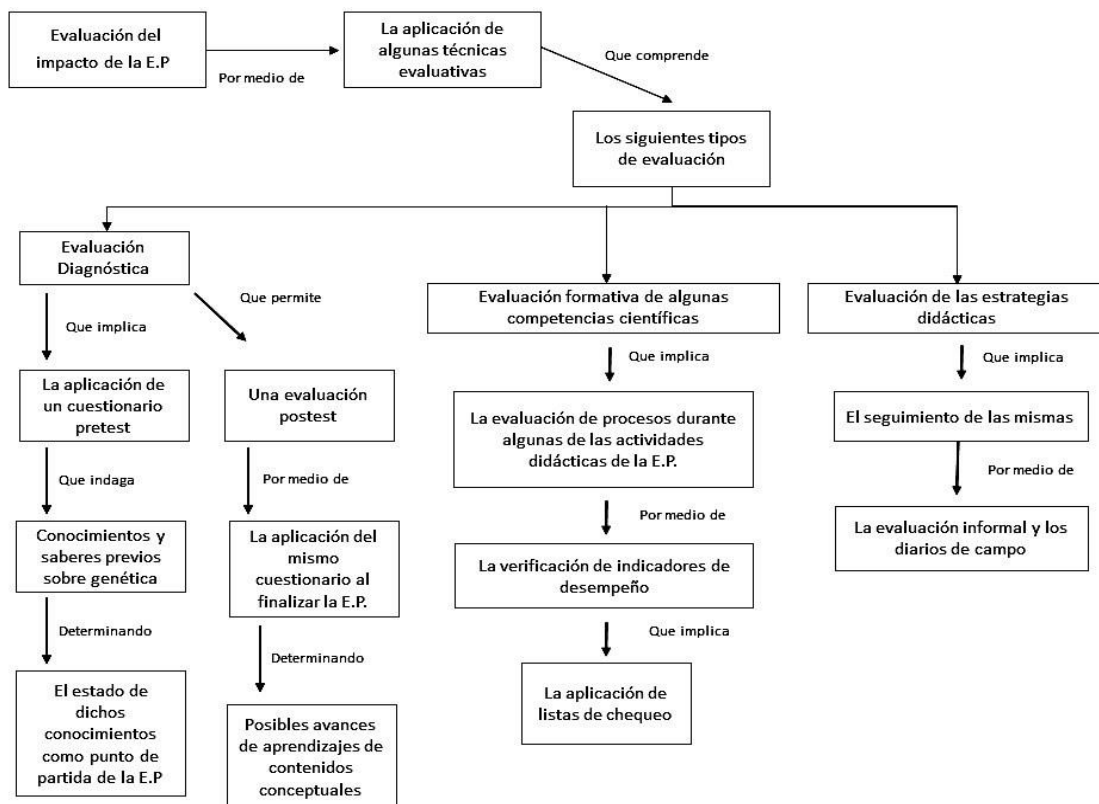 Evaluación del
impacto de la E.P
Por medio de
La aplicación de
algunas técnicas
evaluativas
Que comprende
Los siguientes tipos
de evaluación
Evaluación
Diagnóstica
Que implica
La aplicación de
un cuestionario
pretest
Que indaga
Conocimientos y
saberes previos
sobre genética
Determinando
El estado de
dichos
conocimientos
como punto de
partida de la E.P
Que permite
Una evaluación
postest
Por medio de
La aplicación del
mismo
cuestionario al
finalizar la E.P.
Determinando
Posibles avances
de aprendizajes de
contenidos
conceptuales
Evaluación formativa de algunas
competencias científicas
Que implica
La evaluación de procesos durante
algunas de las actividades
didácticas de la E.P.
Por medio de
La verificación de indicadores de
desempeño
Que implica
La aplicación de
listas de chequeo
Evaluación de las estrategias
didácticas
Que implica
El seguimiento de las mismas
Por medio de
La evaluación informal y los
diarios de campo